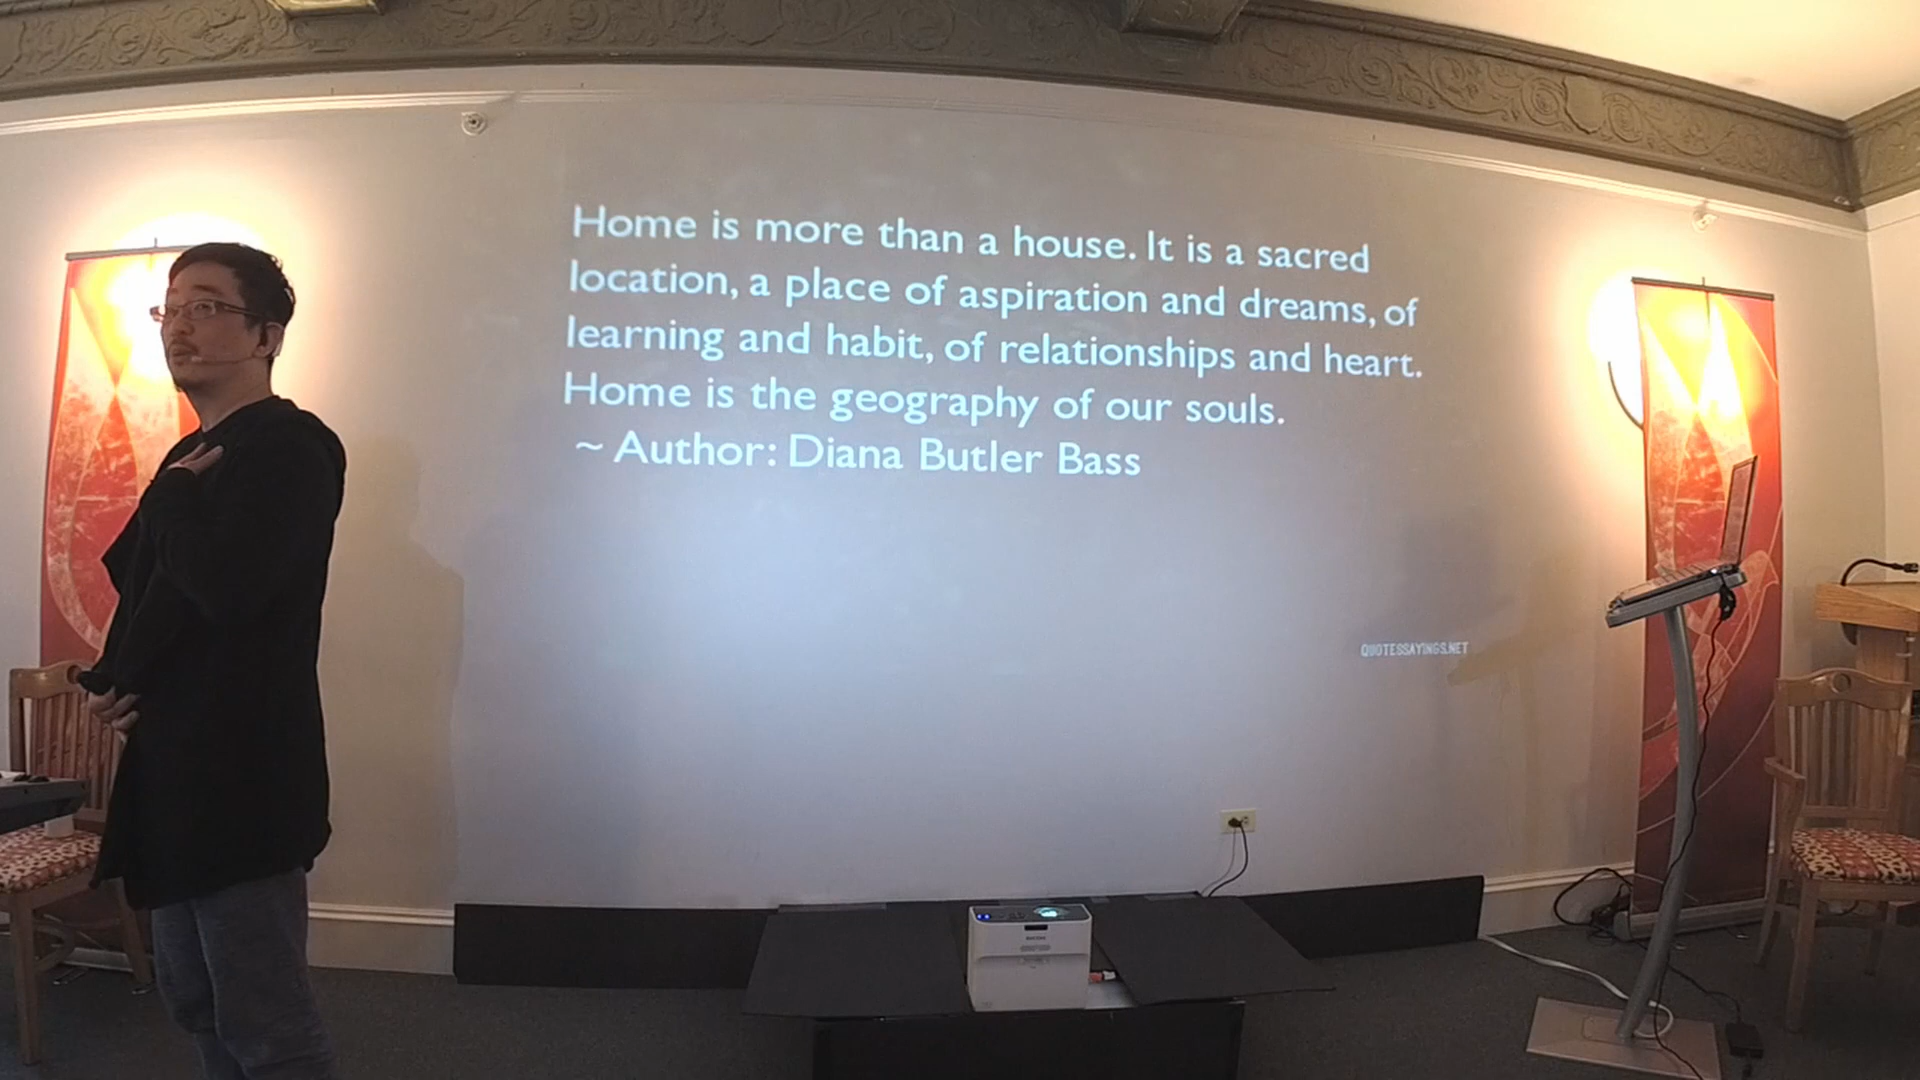 Home is more than a house. It is a sacred
location, a place of aspiration and dreams, of
learning and habit, of relationships and heart.
Home is the geography of our souls.
~ Author: Diana Butler Bass
QUOTESSAYINGS.NET